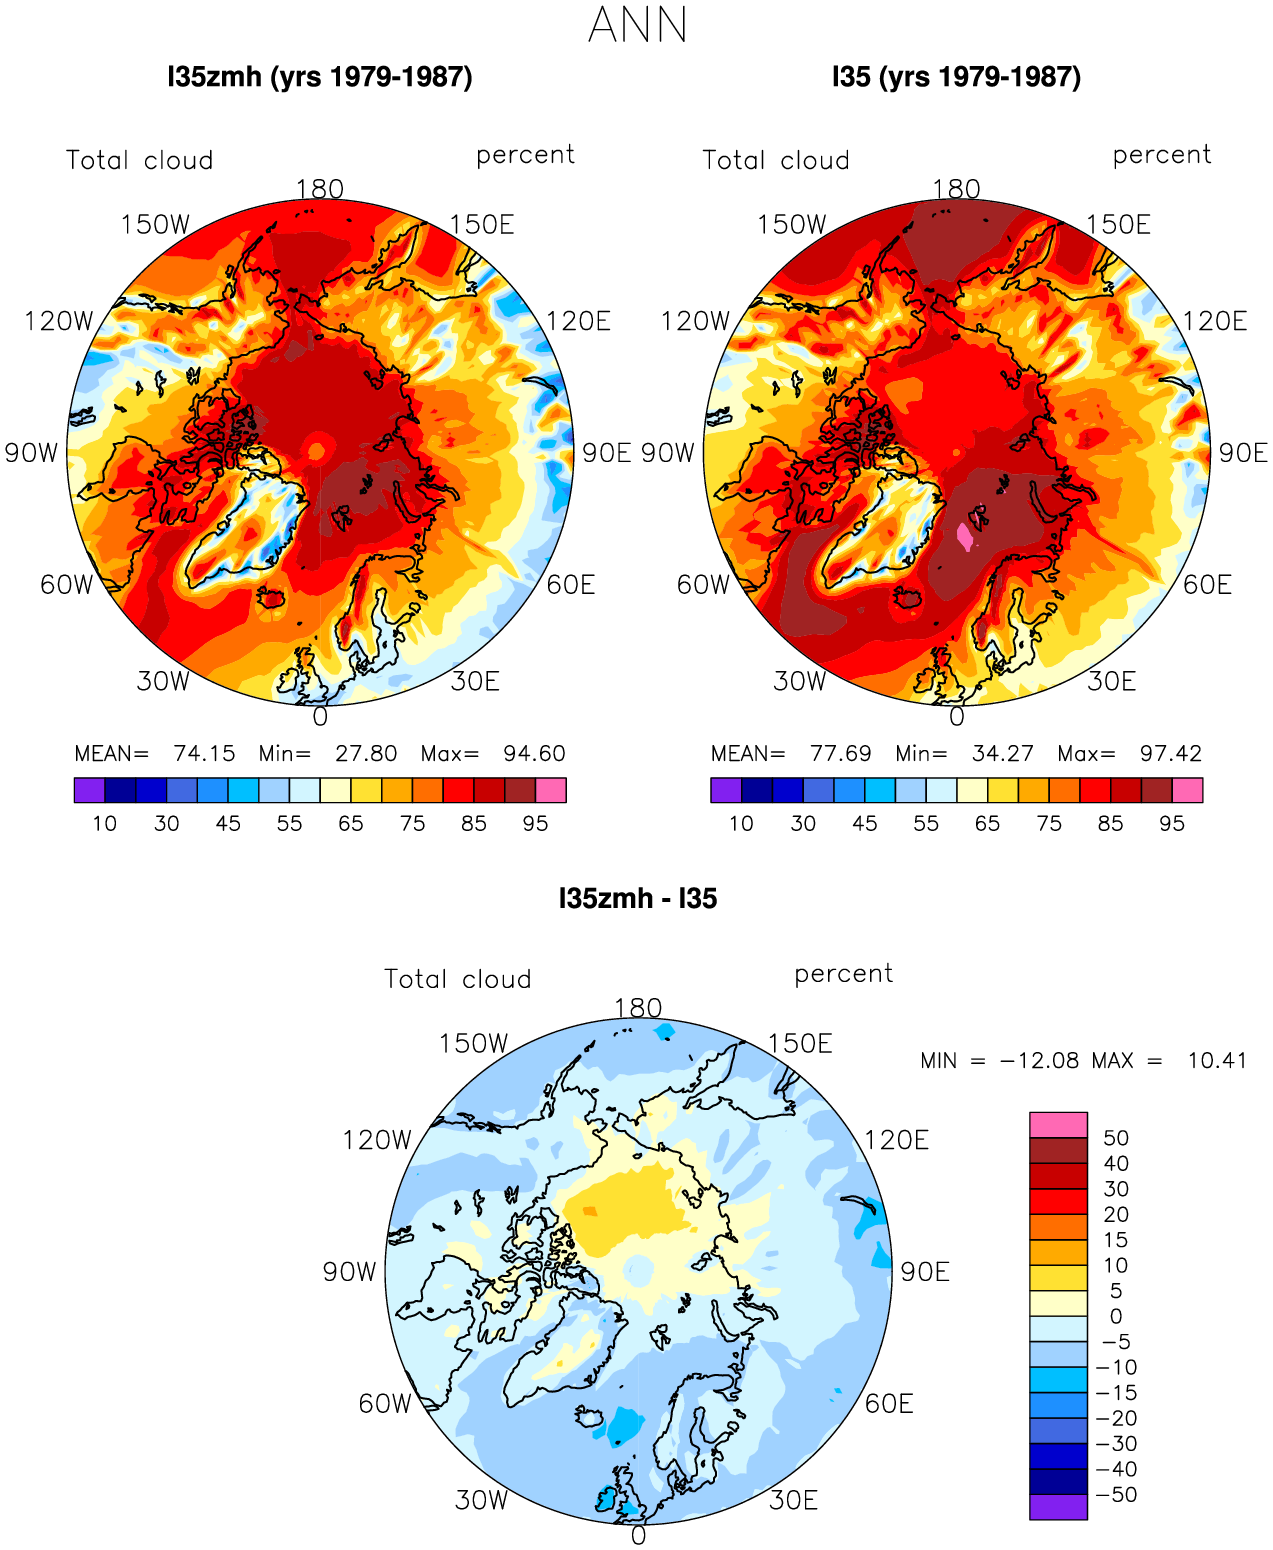 ANN
I35zmh (yrs 1979-1987)
I35 (yrs 1979-1987)
Total cloud percent
180
150W 150E
120W 120E
90W 90E
60W 60E
30W 30E
0
MEAN= 74.15 Min= 27.80 Max= 94.60
10 30 45 55 65 75 85 95
Total cloud percent
180
150W 150E
120W 120E
90W 90E
60W 60E
30W 30E
0
MEAN= 77.69 Min= 34.27 Max= 97.42
10 30 45 55 65 75 85 95
I35zmh - I35
Total cloud percent
180
150W 150E
120W 120E
90W 90E
60W 60E
30W 30E
0
MIN = −12.08 MAX = 10.41
50
40
30
20
15
10
5
0
−5
−10
−15
−20
−30
−40
−50